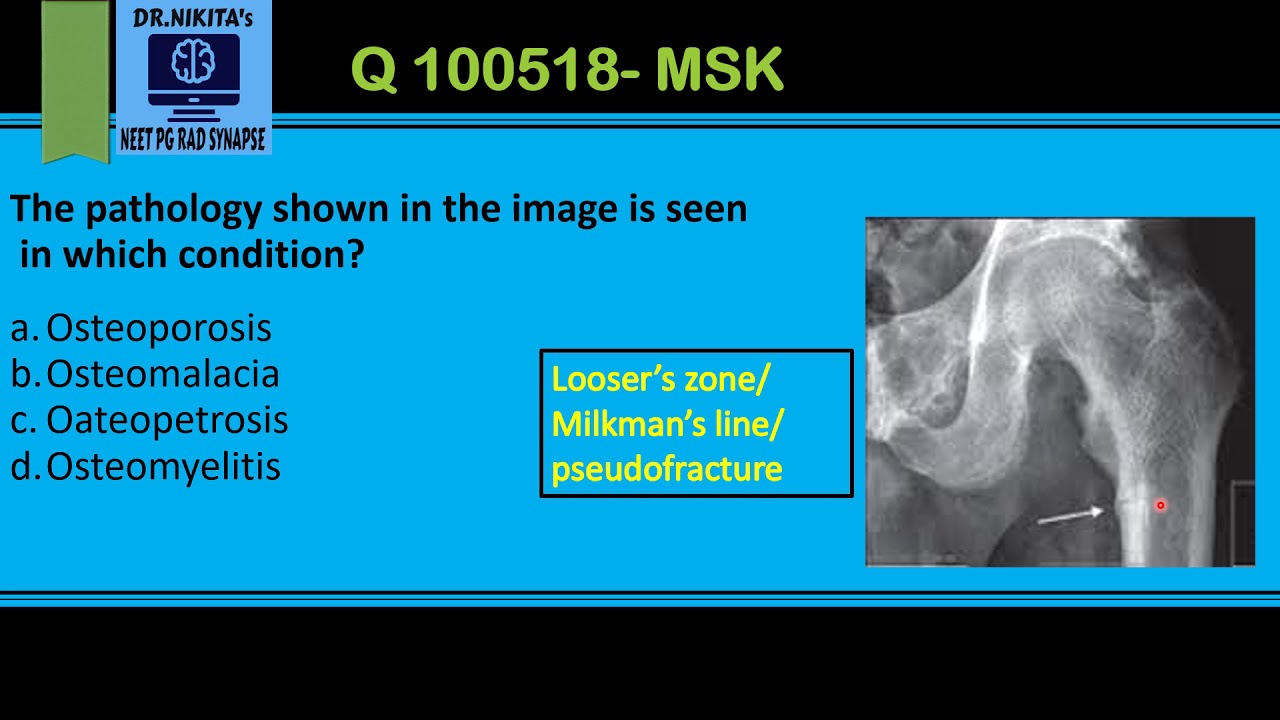 DR.NIKITA's
NEET PG RAD SYNAPSE
Q 100518- MSK
The pathology shown in the image is seen
in which condition?
a. Osteoporosis
b. Osteomalacia
c. Oateopetrosis
d. Osteomyelitis
Looser's zone/
Milkman's line/
pseudofracture